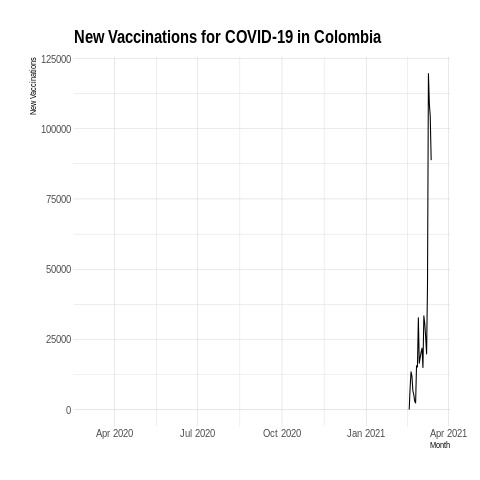 New Vaccinations for COVID-19 in Colombia
New Vaccinations
125000
100000
75000
50000
25000
0
Apr 2020 Jul 2020 Oct 2020 Jan 2021 Apr 2021
Month